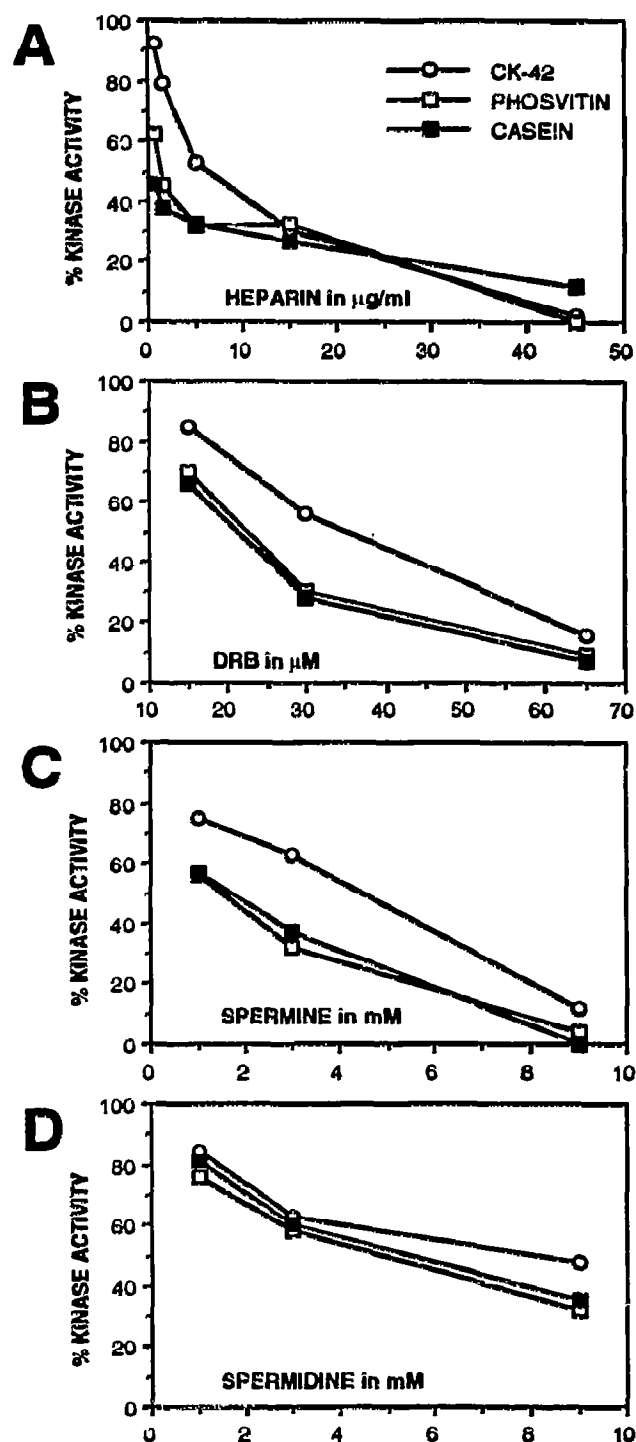 A
% KINASE ACTIVITY
100
80
60
40
20
0
CK-42
PHOSVITIN
CASEIN
HEPARIN in µg/ml
0 10 20 30 40 50
B
% KINASE ACTIVITY
100
80
60
40
20
0
DRB in µM
10 20 30 40 50 60 70
C
% KINASE ACTIVITY
100
80
60
40
20
0
SPERMINE in mM
0 2 4 6 8 10
D
% KINASE ACTIVITY
100
80
60
40
20
0
SPERMIDINE in mM
0 2 4 6 8 10